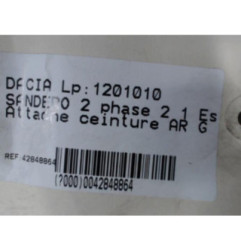 DACIA Lp:1201010
SANDERO 2 phase 2 1 Es
Attache ceinture AR G
REF 42848864
(7000)0042848864